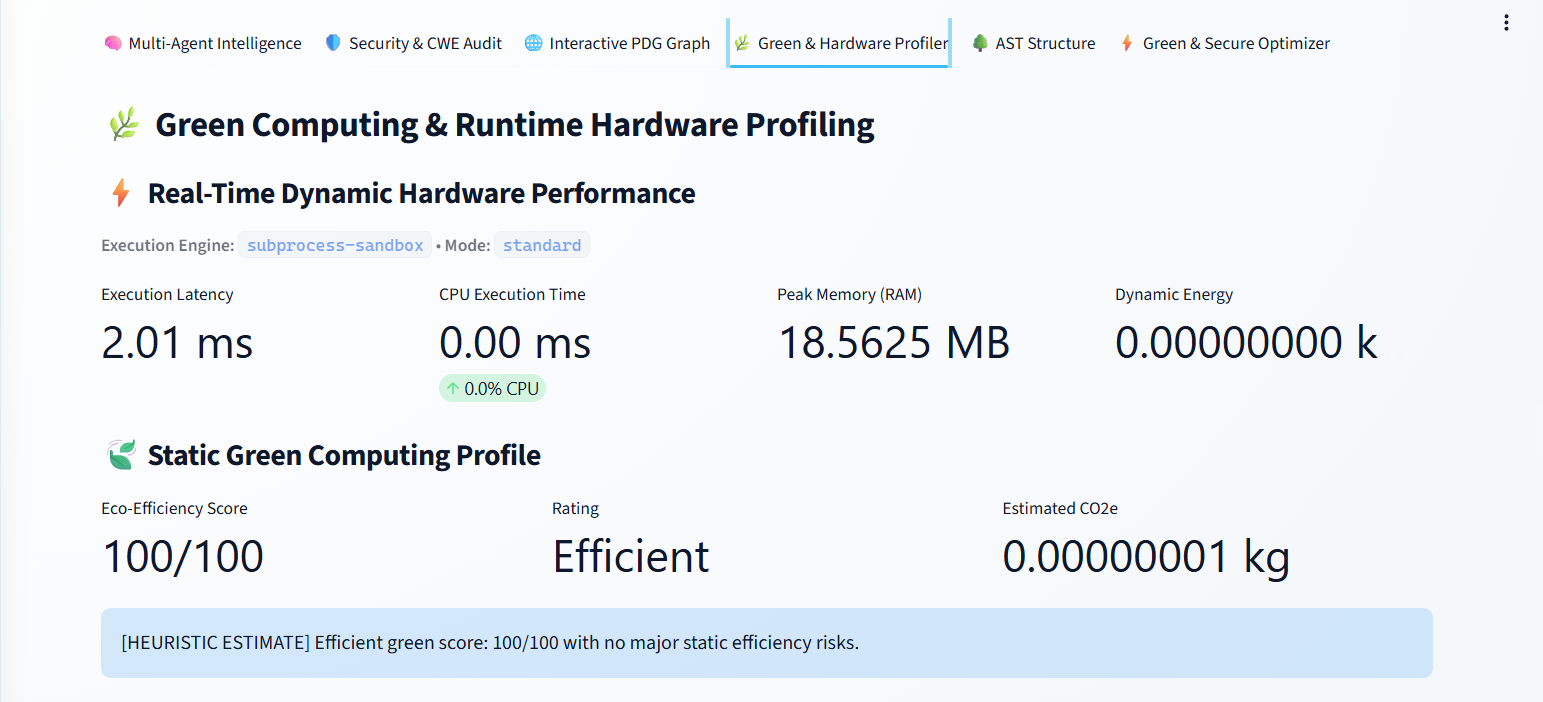 Multi-Agent Intelligence Security & CWE Audit Interactive PDG Graph Green & Hardware Profiler AST Structure Green & Secure Optimizer
Green Computing & Runtime Hardware Profiling
Real-Time Dynamic Hardware Performance
Execution Engine: subprocess-sandbox • Mode: standard
Execution Latency CPU Execution Time Peak Memory (RAM) Dynamic Energy
2.01 ms 0.00 ms 18.5625 MB 0.00000000 k
↑ 0.0% CPU
Static Green Computing Profile
Eco-Efficiency Score Rating Estimated CO2e
100/100 Efficient 0.00000001 kg
[HEURISTIC ESTIMATE] Efficient green score: 100/100 with no major static efficiency risks.